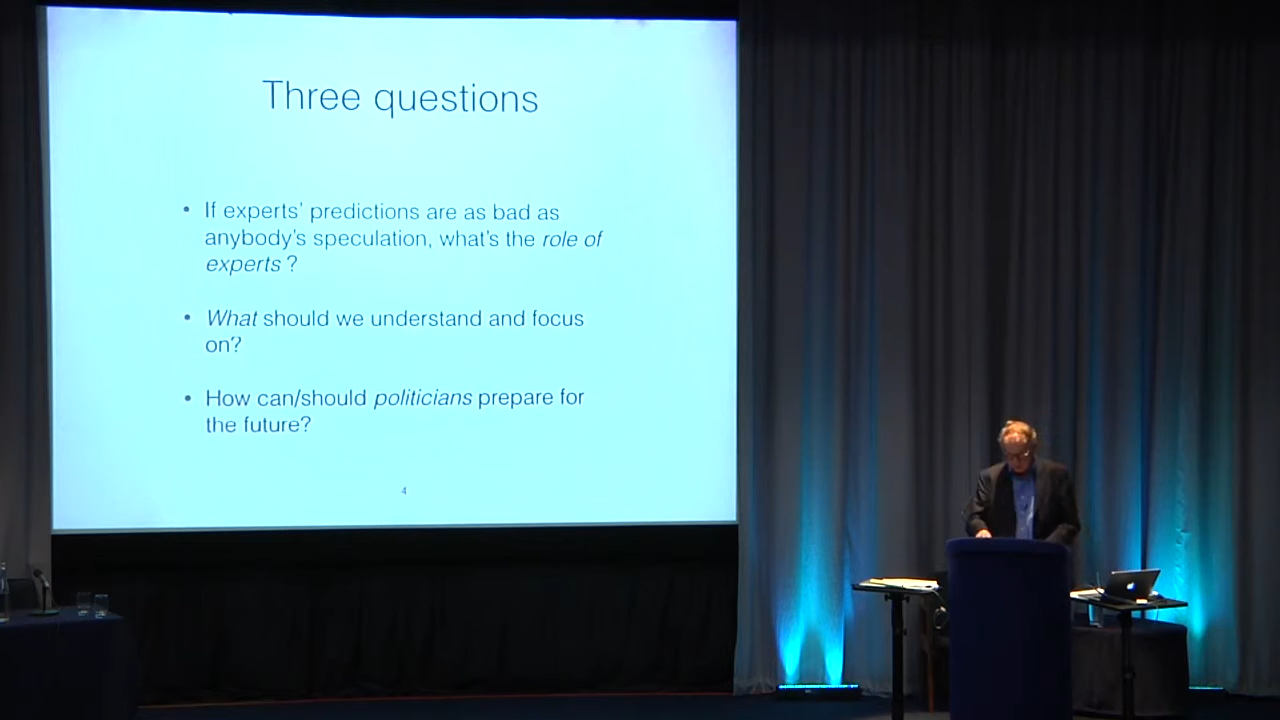 Three questions
• If experts' predictions are as bad as
anybody's speculation, what's the role of
experts ?
• What should we understand and focus
on?
• How can/should politicians prepare for
the future?
4